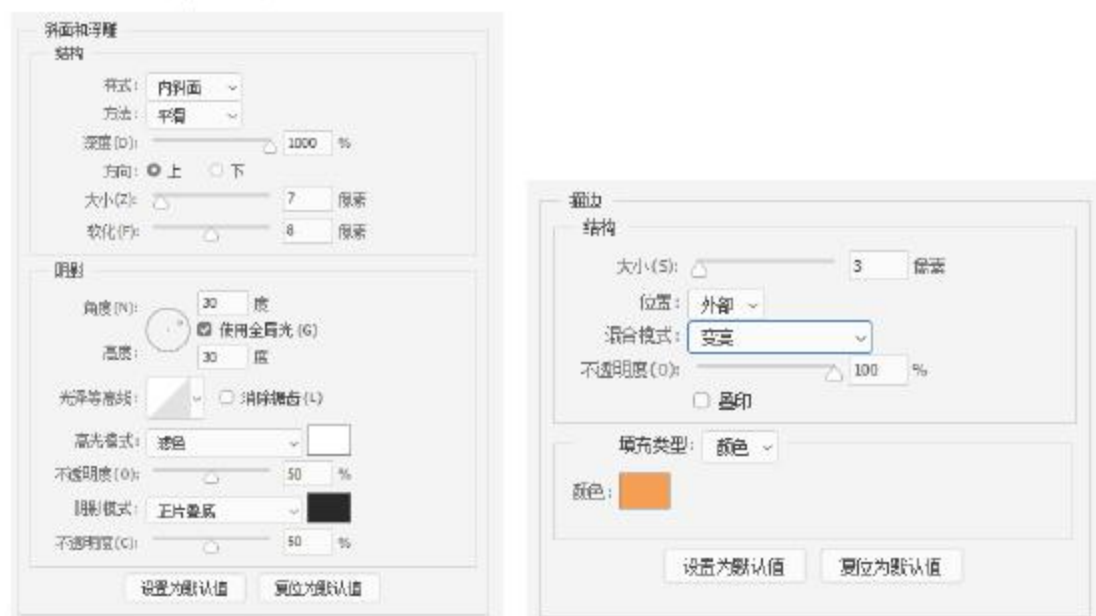 斜面和浮雕
结构
样式: 内斜面
方法: 平滑
深度(D): 1000 %
方向: 上 下
大小(Z): 7 像素
软化(F): 8 像素
阴影
角度(N): 30 度
使用全局光(G)
高度: 30 度
光泽等高线: 消除锯齿(L)
高光模式: 滤色
不透明度(O): 50 %
阴影模式: 正片叠底
不透明度(C): 50 %
设置为默认值 复位为默认值
描边
结构
大小(S): 3 像素
位置: 外部
混合模式: 变亮
不透明度(O): 100 %
叠印
填充类型: 颜色
颜色:
设置为默认值 复位为默认值